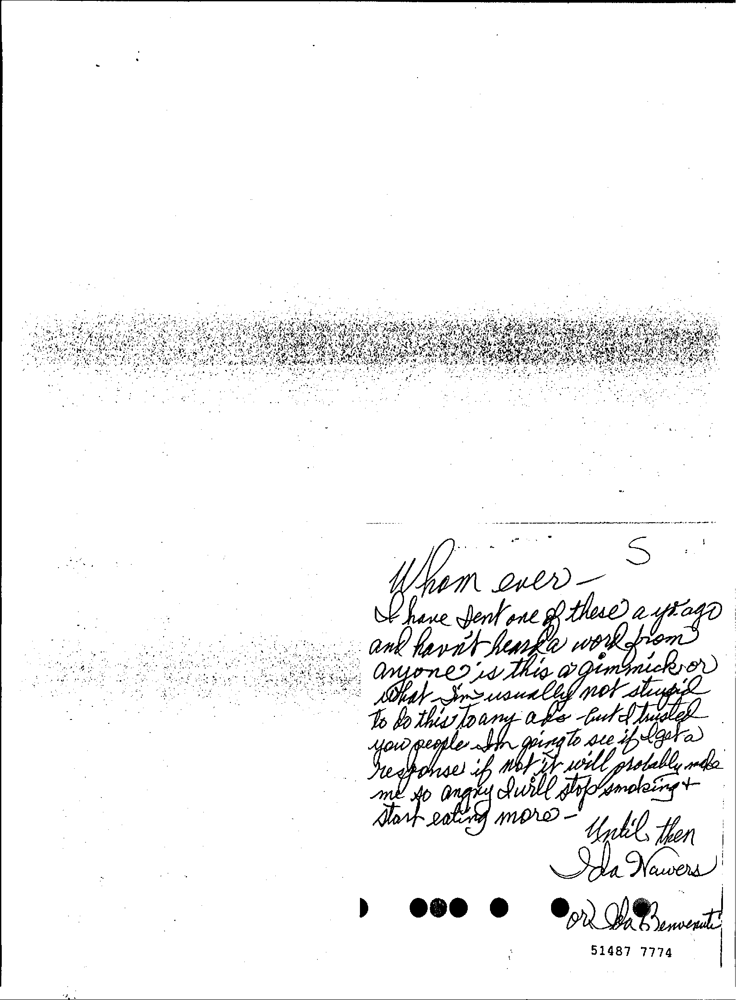 S
Whom ever –
I have sent one of these a yr. ago
and havn't heard a word from
anyone is this a gimmick or
what I'm usually not stupid
to do this to any ads but I trusted
you people I'm going to see if I get a
response if not it will probably make
me so angry I will stop smoking +
start eating more –
Until then
Ida Nawers
or Ida Benvenuti
51487 7774